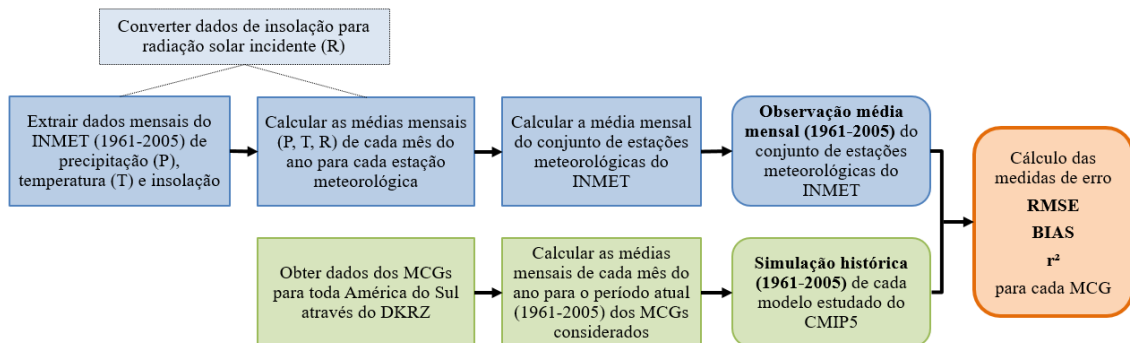 Converter dados de insolação para
radiação solar incidente (R)
Extrair dados mensais do
INMET (1961-2005) de
precipitação (P),
temperatura (T) e insolação
Calcular as médias mensais
(P, T, R) de cada mês do
ano para cada estação
meteorológica
Calcular a média mensal
do conjunto de estações
meteorológicas do
INMET
Observação média
mensal (1961-2005) do
conjunto de estações
meteorológicas do
INMET
Obter dados dos MCGs
para toda América do Sul
através do DKRZ
Calcular as médias
mensais de cada mês do
ano para o período atual
(1961-2005) dos MCGs
considerados
Simulação histórica
(1961-2005) de cada
modelo estudado do
CMIP5
Cálculo das
medidas de erro
RMSE
BIAS
r²
para cada MCG